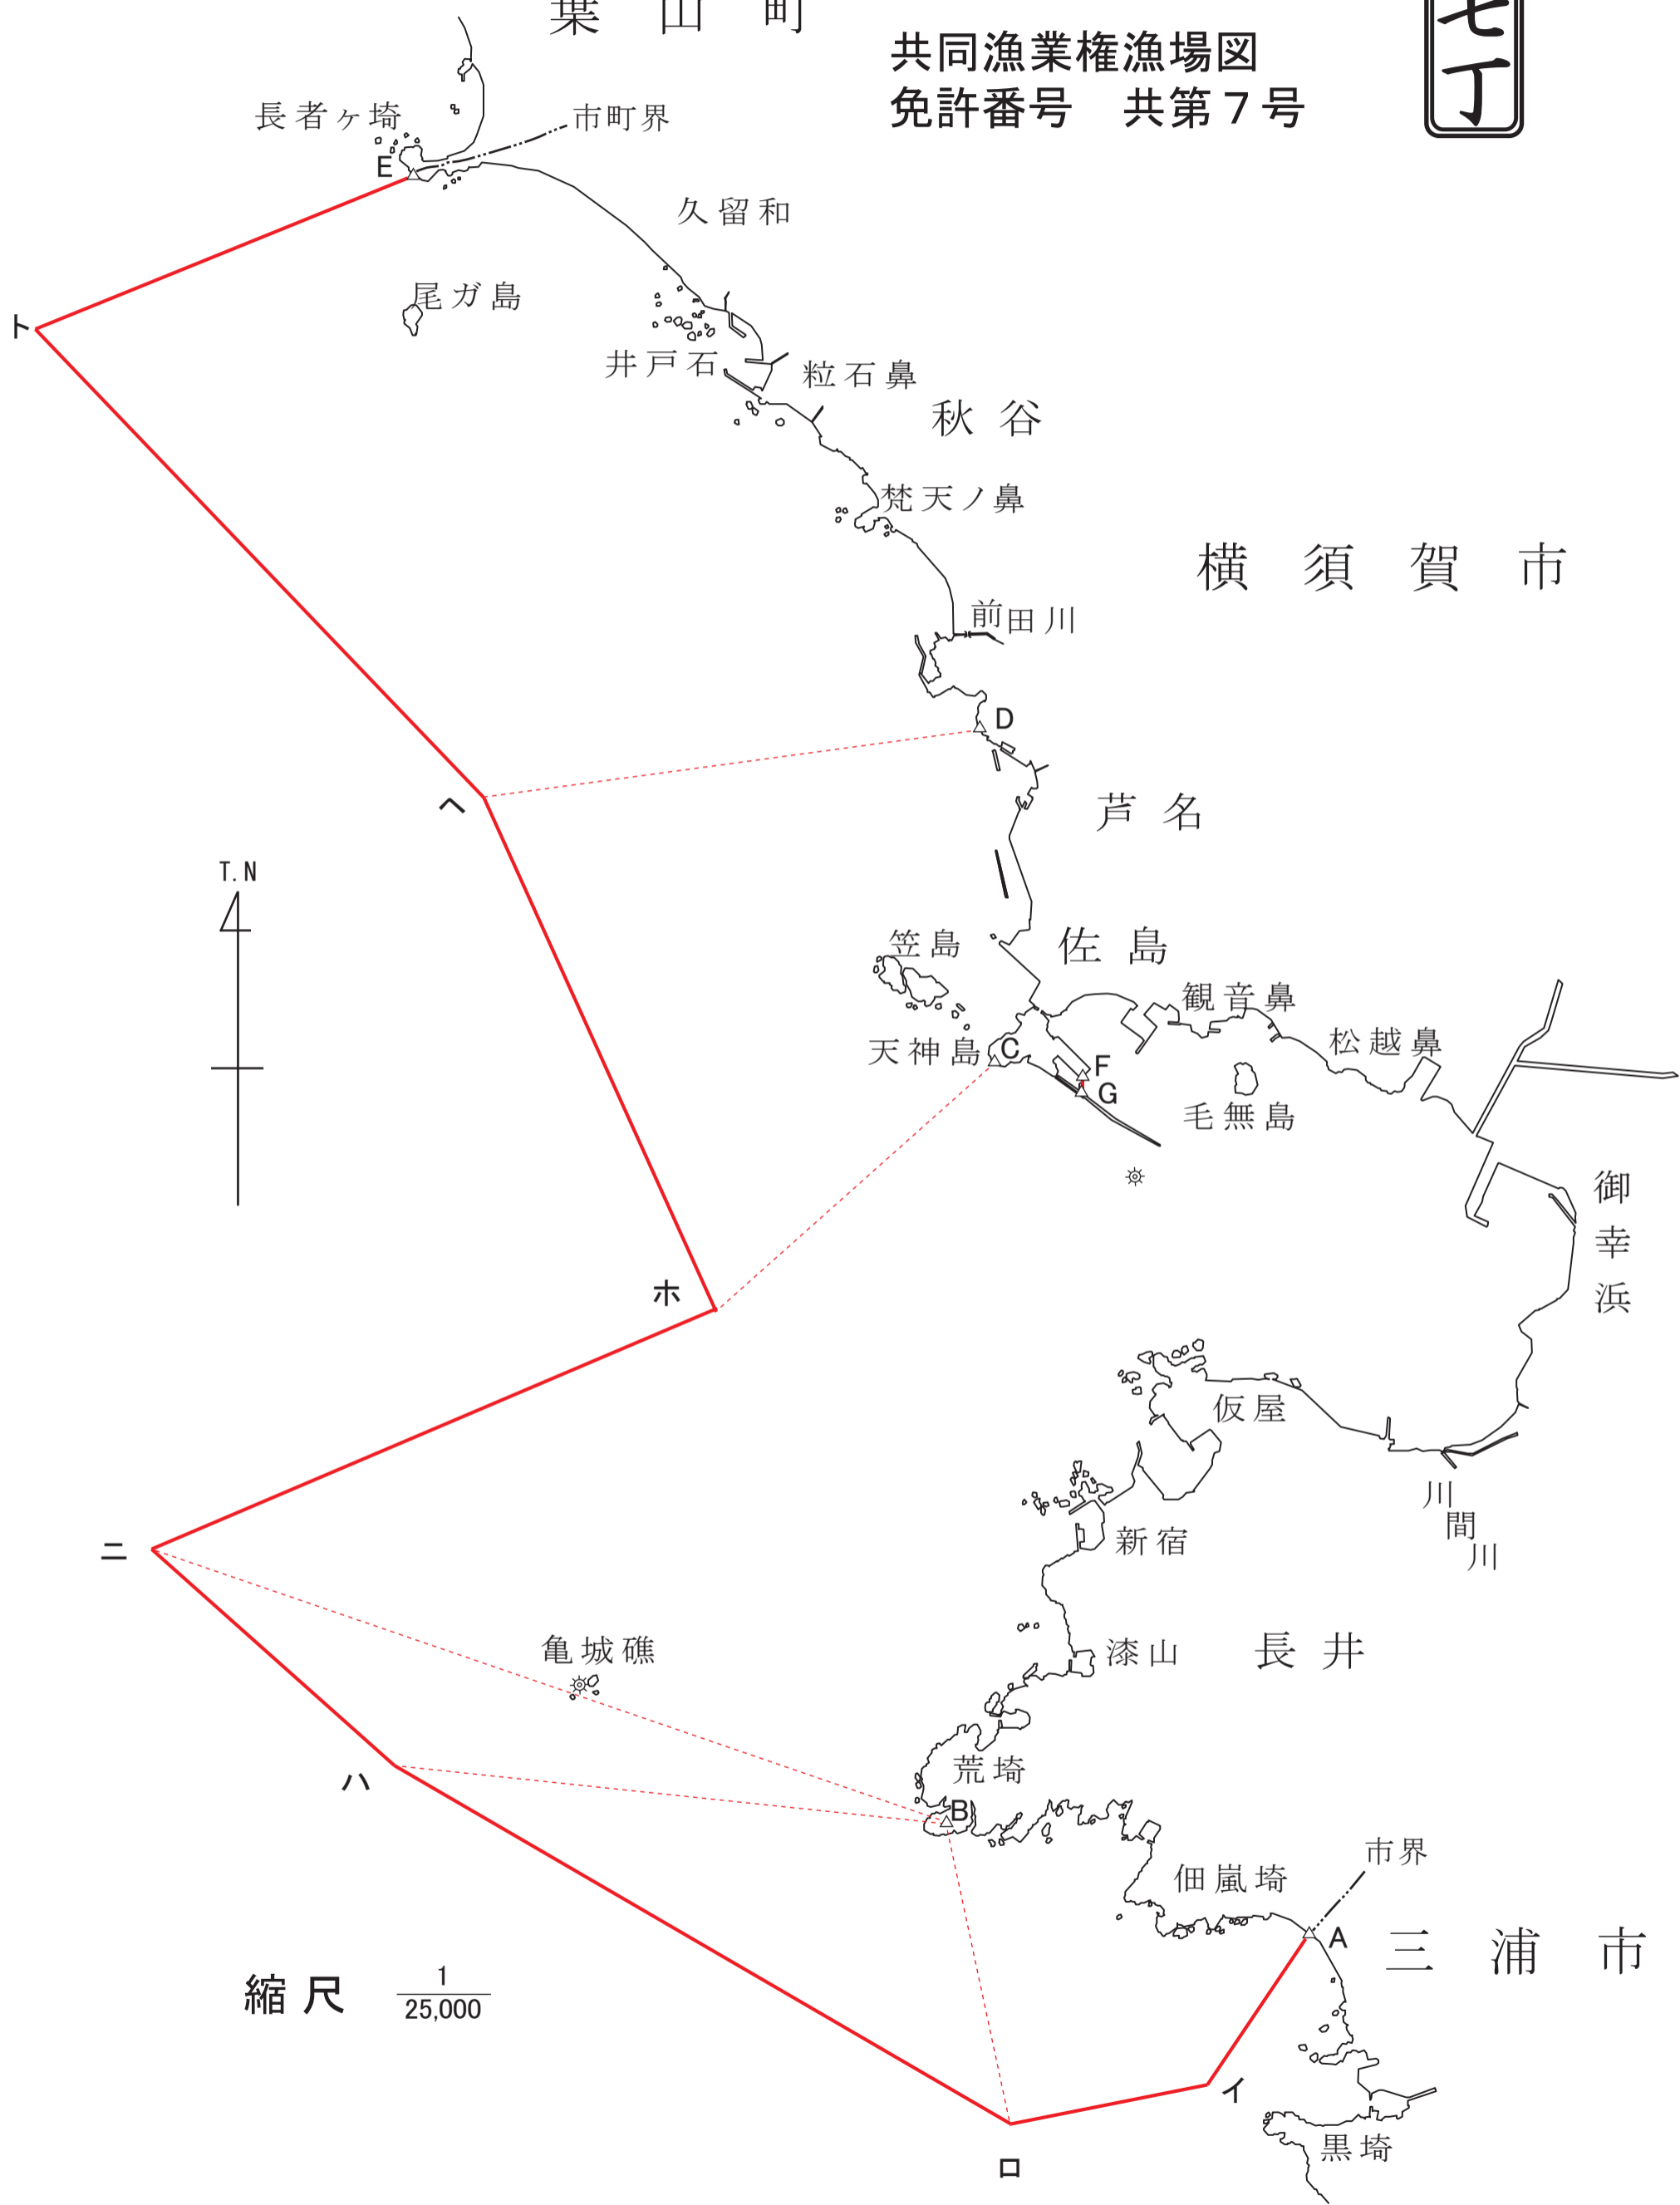 葉山町
共同漁業権漁場図
免許番号 共第7号
七丁
長者ヶ埼
市町界
E
久留和
尾ガ島
ト
井戸石
粒石鼻
秋谷
梵天ノ鼻
横須賀市
前田川
D
ヘ
芦名
T.N
笠島
佐島
観音鼻
松越鼻
天神島
C
F
G
毛無島
御幸浜
ホ
仮屋
川間川
新宿
ニ
亀城礁
漆山
長井
ハ
荒埼
B
市界
佃嵐埼
A
三浦市
縮尺 1/25,000
イ
ロ
黒埼